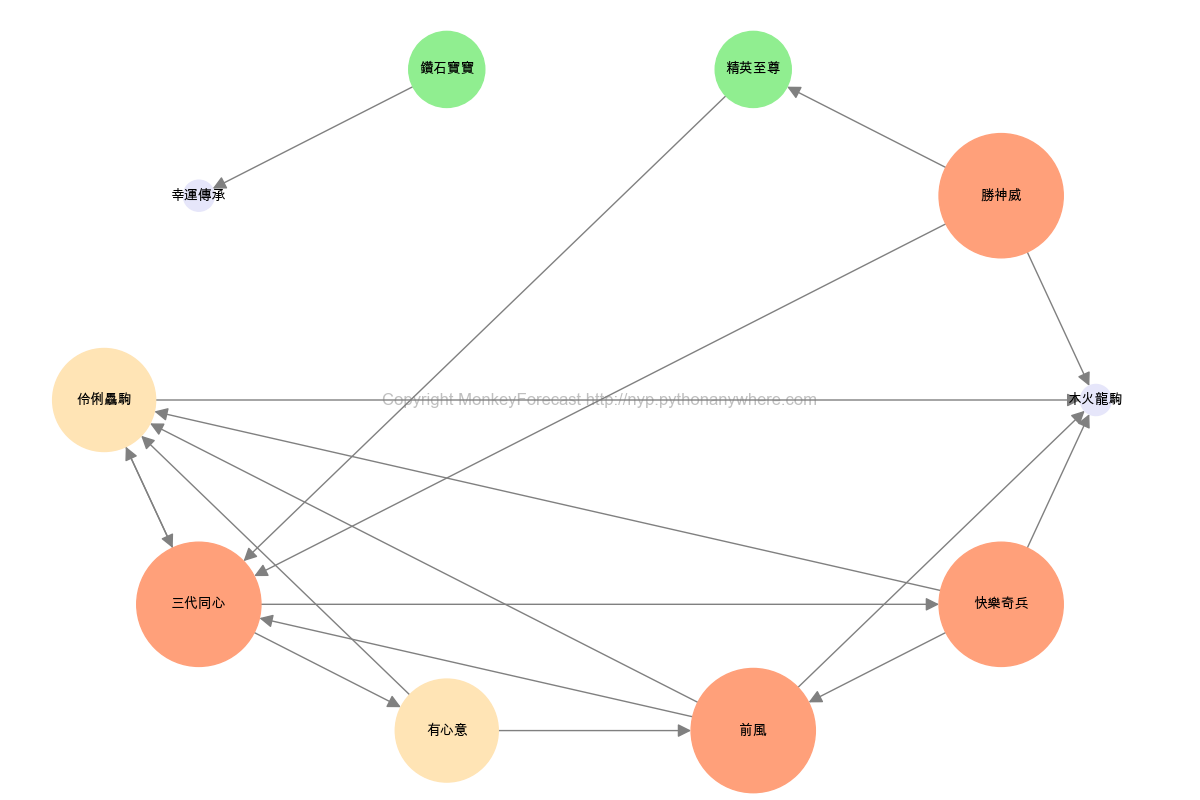 鑽石寶寶
精英至尊
幸運傳承
勝神威
伶俐驫駒
Copyright MonkeyForecast http://nyp.pythonanywhere.com
木火龍駒
三代同心
快樂奇兵
有心意
前風